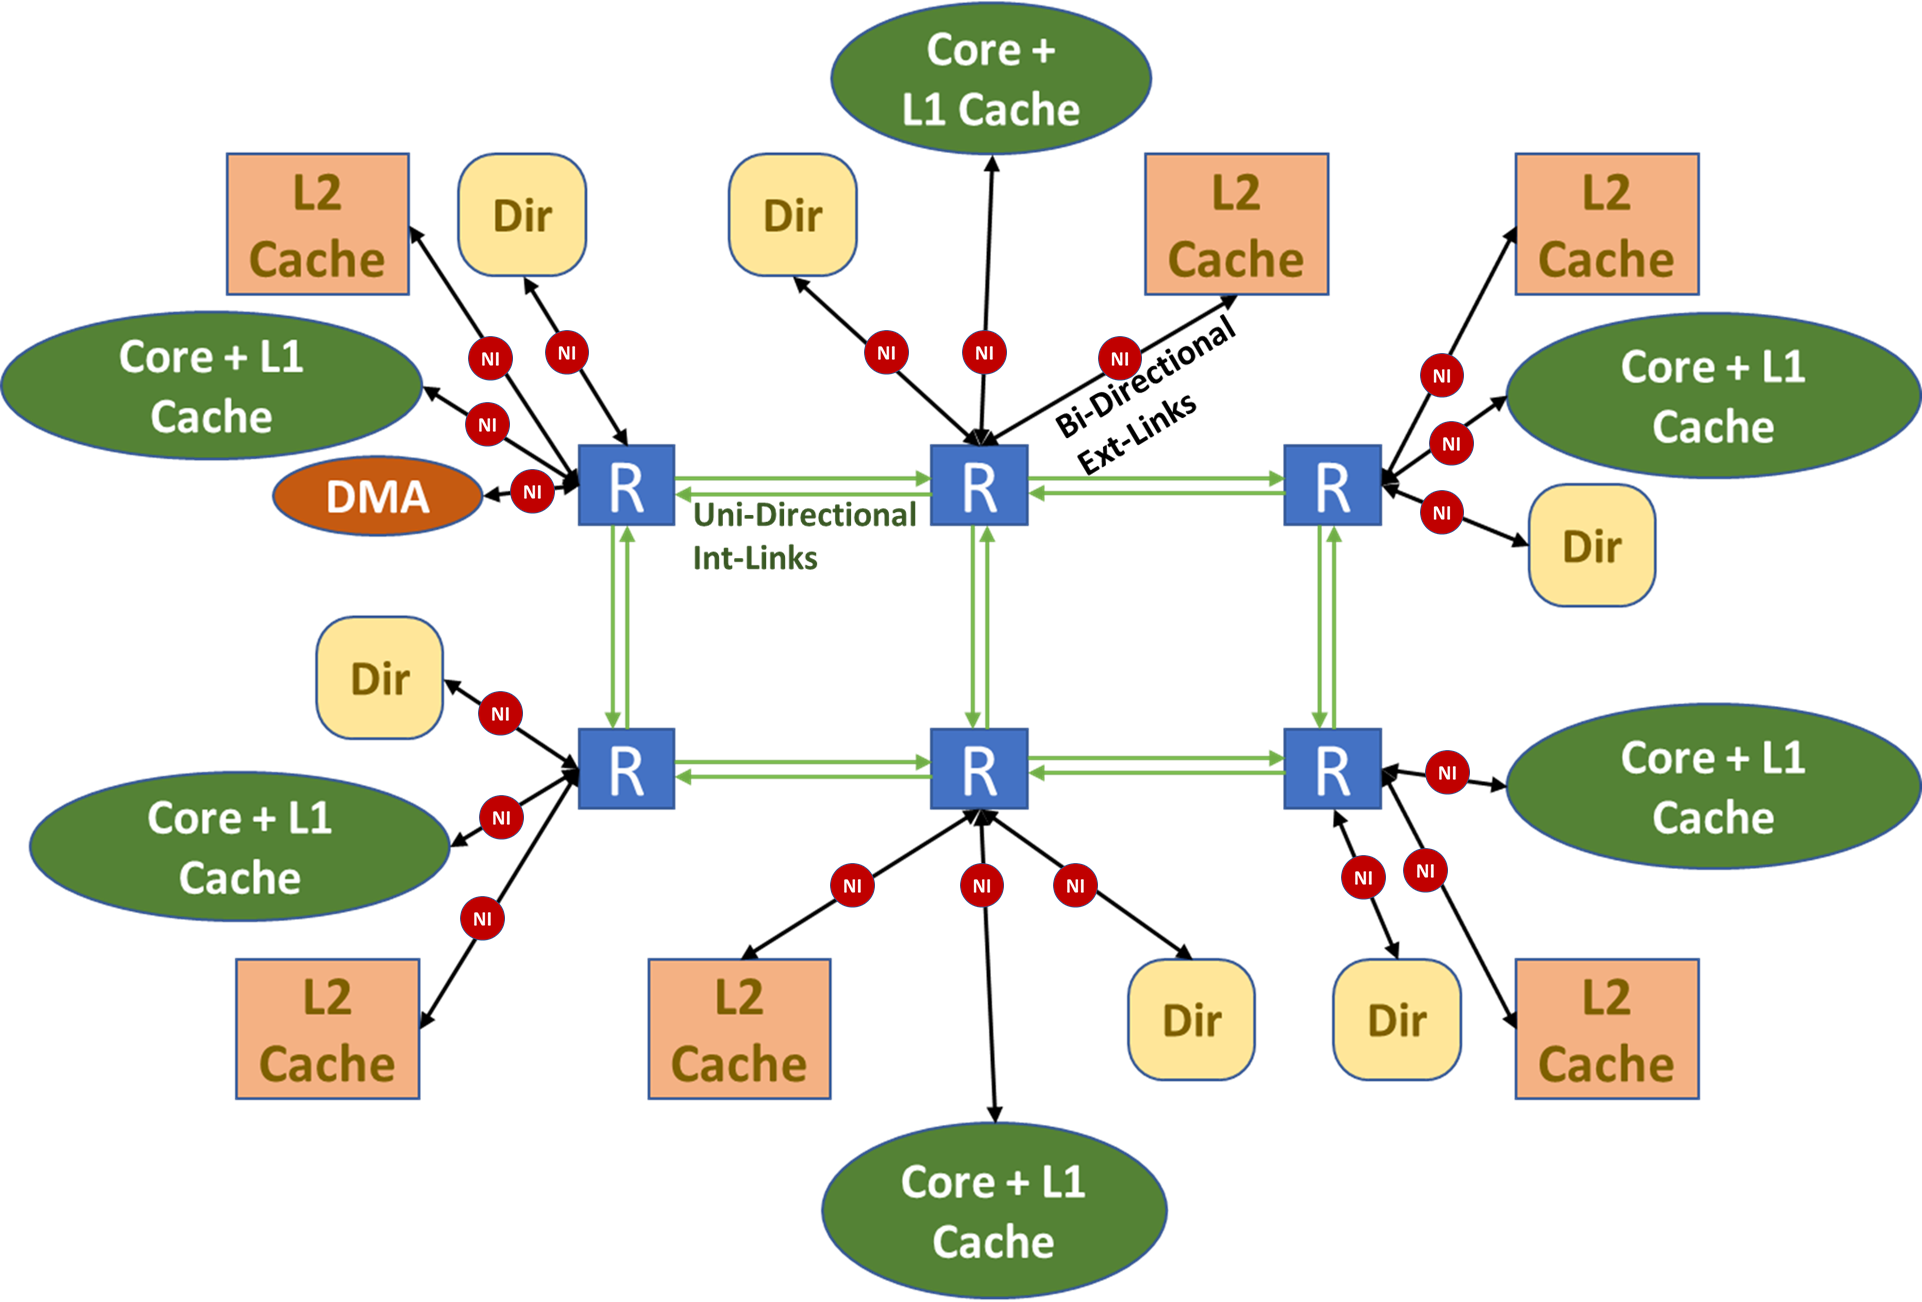 Core +
L1 Cache
L2
Cache
Dir
Dir
L2
Cache
L2
Cache
Core + L1
Cache
NI
NI
NI
NI
NI
Bi-Directional
Ext-Links
NI
Core + L1
Cache
NI
NI
DMA
NI
R
R
R
NI
Dir
Uni-Directional
Int-Links
Dir
NI
R
R
R
NI
Core + L1
Cache
Core + L1
Cache
NI
NI
NI
NI
NI
NI
NI
NI
L2
Cache
L2
Cache
Dir
Dir
L2
Cache
Core + L1
Cache